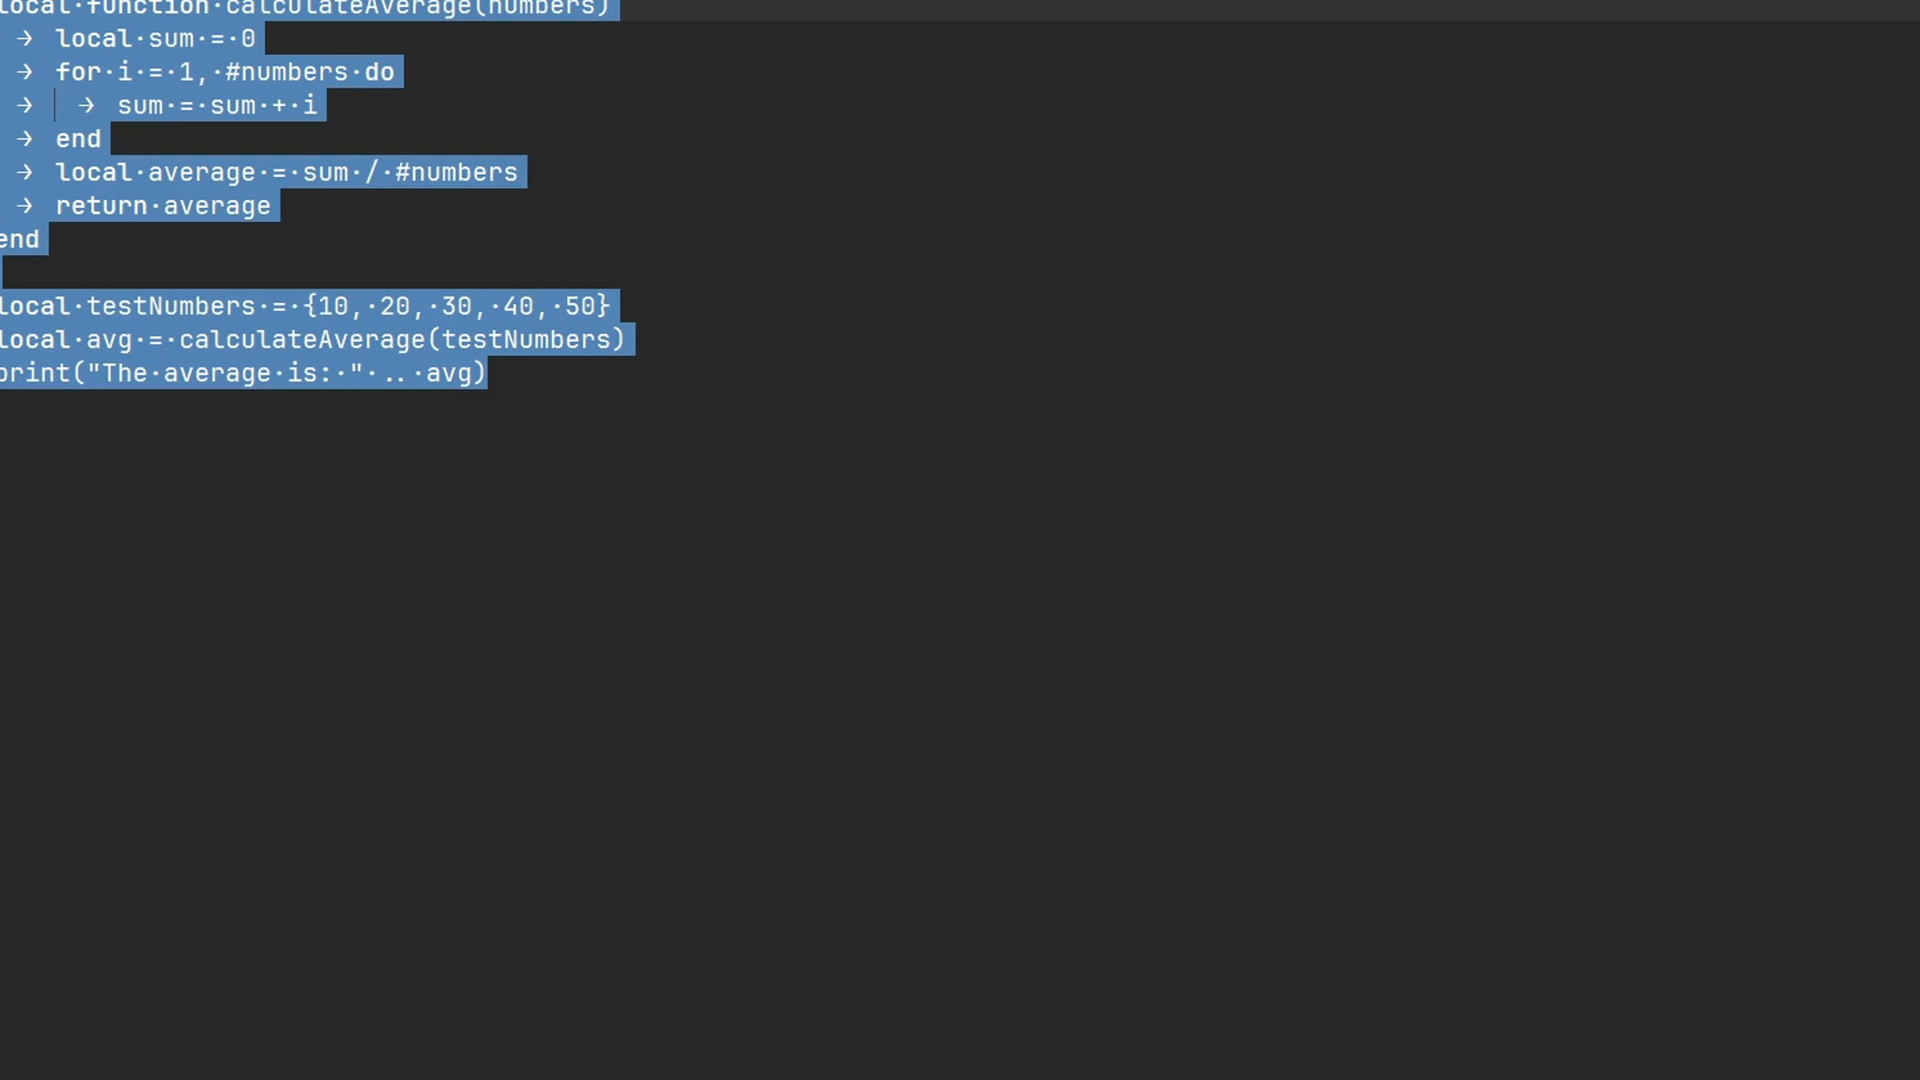 local function calculateAverage(numbers)
	local sum = 0
	for i = 1, #numbers do
		sum = sum + i
	end
	local average = sum / #numbers
	return average
end

local testNumbers = {10, 20, 30, 40, 50}
local avg = calculateAverage(testNumbers)
print("The average is: " .. avg)